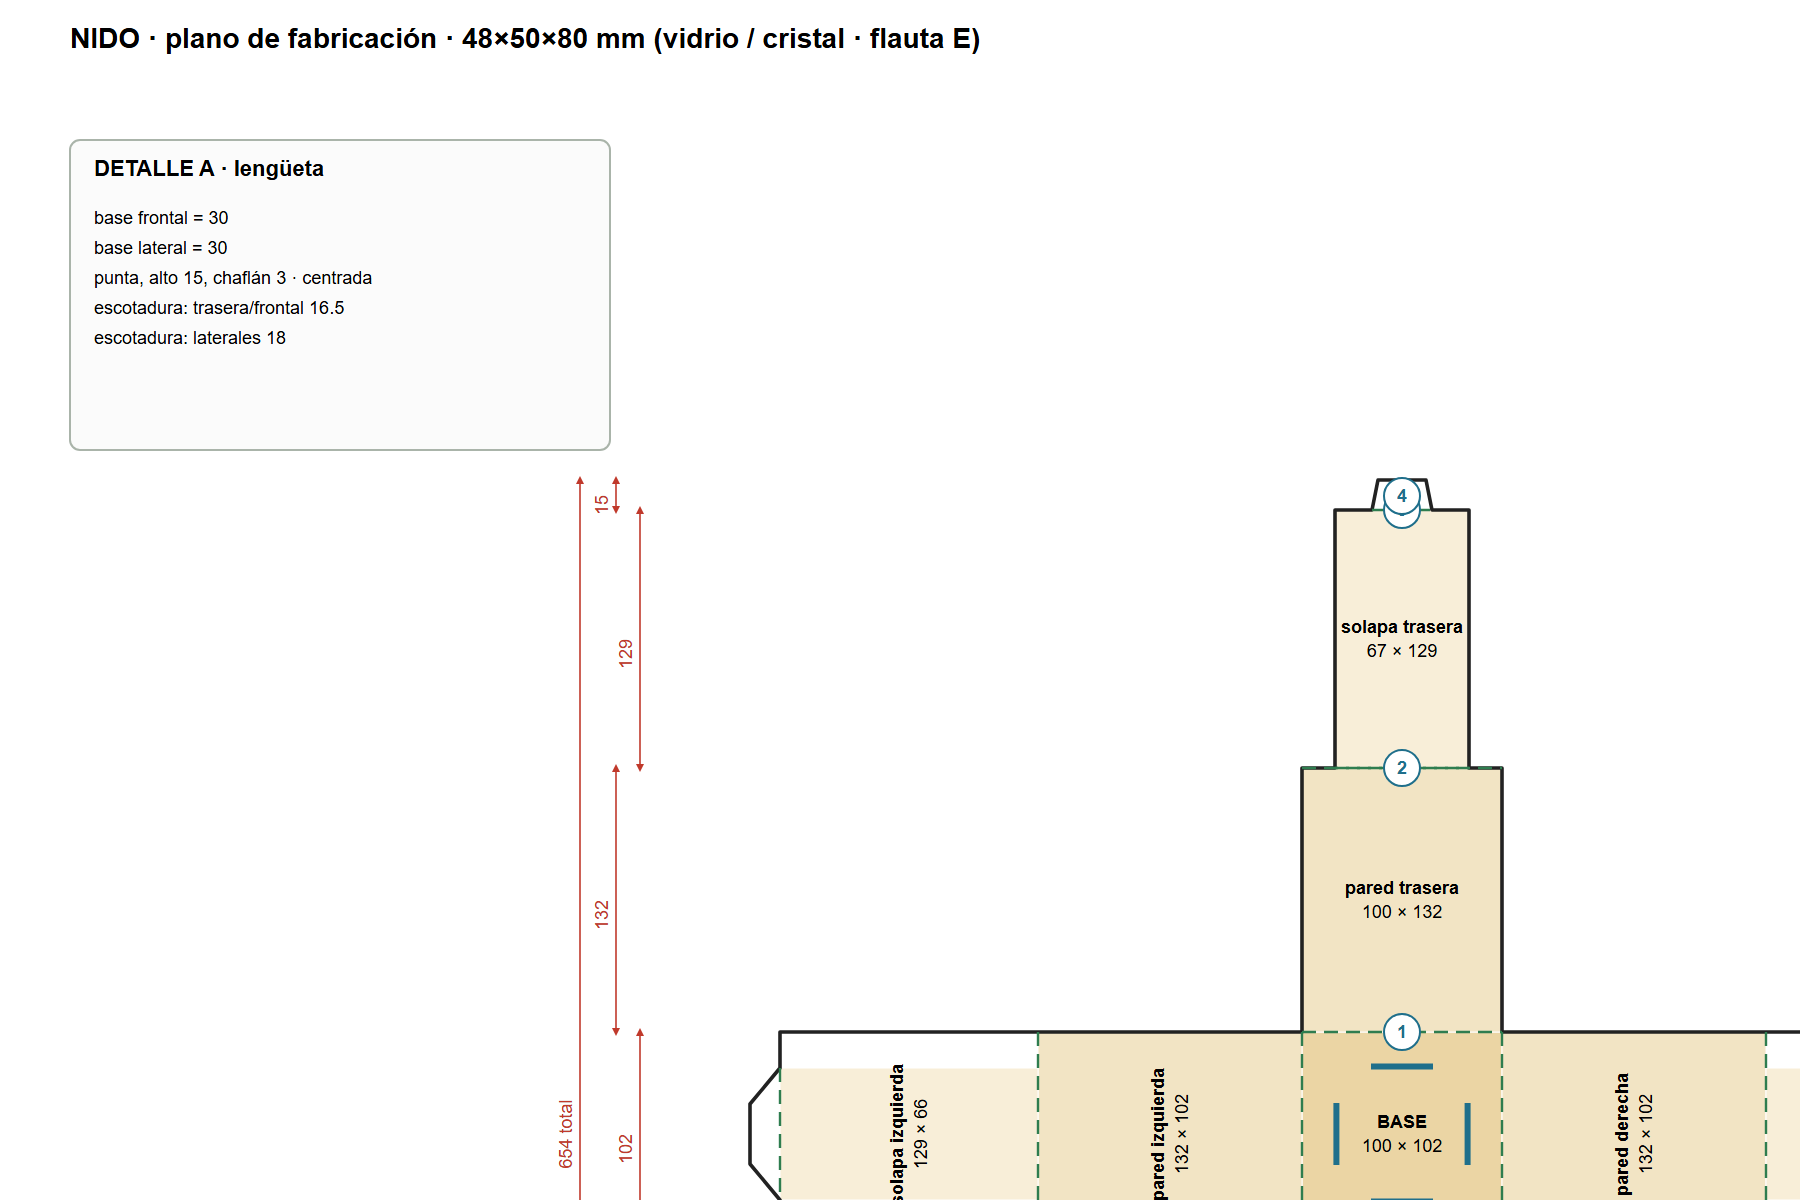 NIDO · plano de fabricación · 48×50×80 mm (vidrio / cristal · flauta E)
DETALLE A · lengüeta
base frontal = 30
base lateral = 30
punta, alto 15, chaflán 3 · centrada
escotadura: trasera/frontal 16.5
escotadura: laterales 18
15
4
129
solapa trasera
67 × 129
2
132
pared trasera
100 × 132
1
654 total
102
solapa izquierda
129 × 66
pared izquierda
132 × 102
BASE
100 × 102
pared derecha
132 × 102